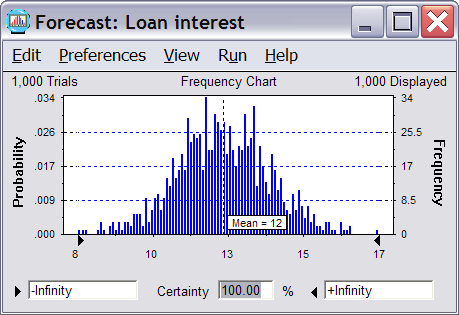 Forecast: Loan interest
Edit Preferences View Run Help
1,000 Trials Frequency Chart 1,000 Displayed
Probability
.034
.026
.017
.009
.000
34
25.5
17
8.5
0
Frequency
Mean = 12
8 10 13 15 17
-Infinity Certainty 100.00 % +Infinity